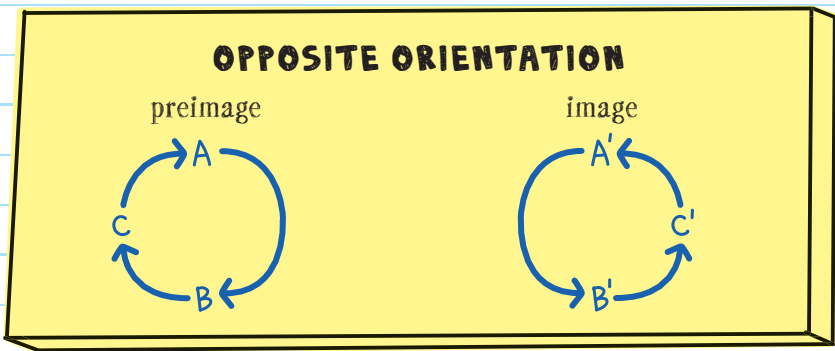 OPPOSITE ORIENTATION
preimage
image
A
A'
C
C'
B
B'